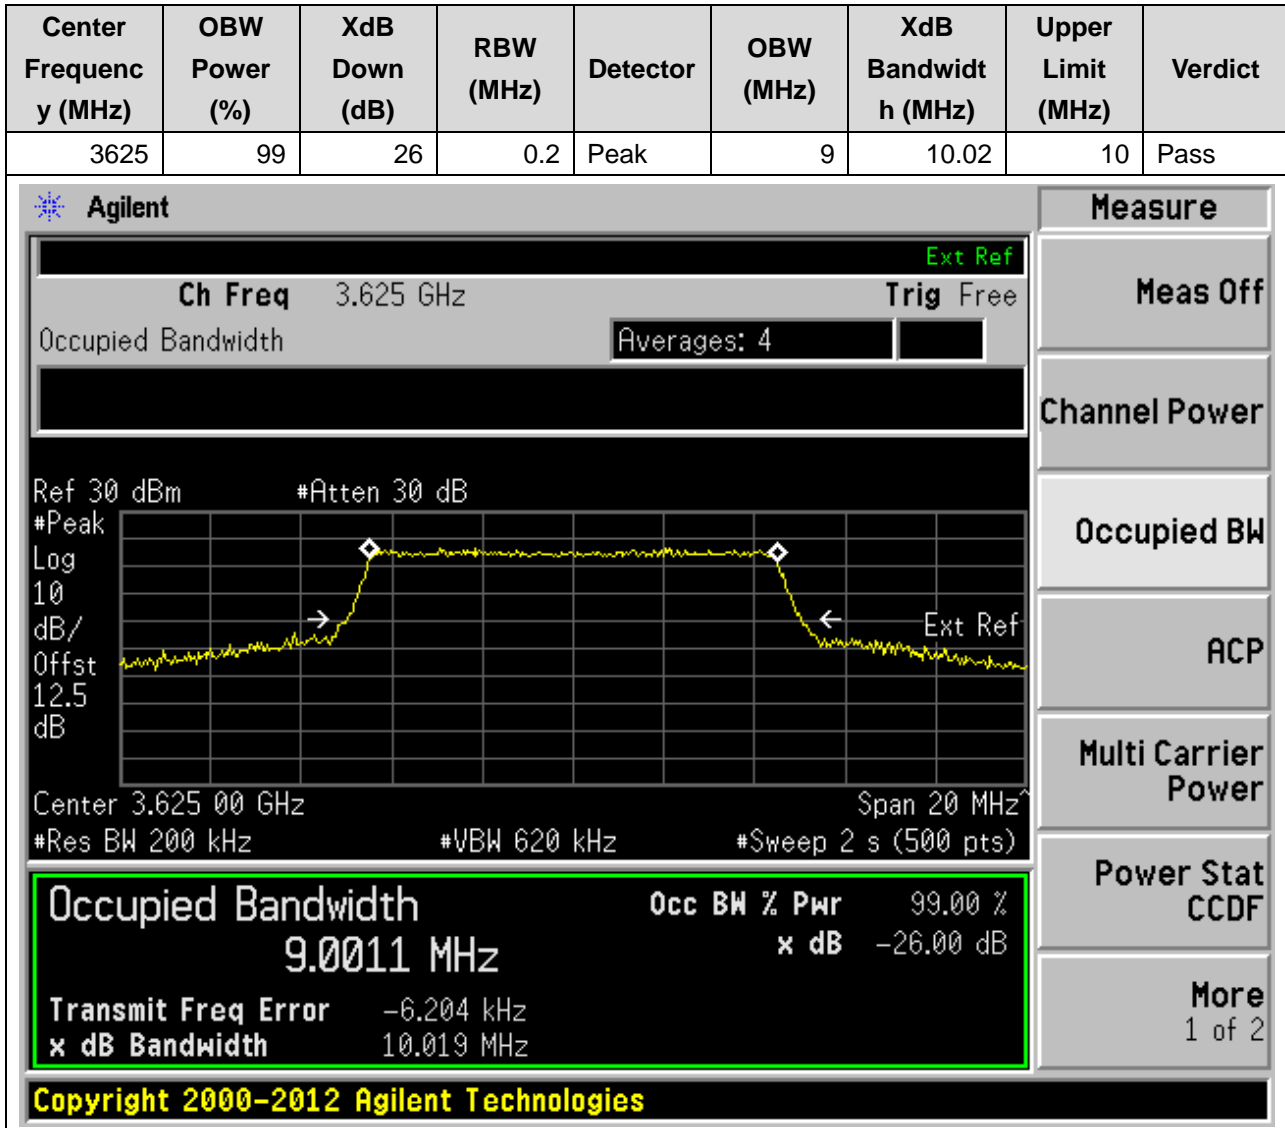 Center Frequency (MHz) OBW Power (%) XdB Down (dB) RBW (MHz) Detector OBW (MHz) XdB Bandwidth (MHz) Upper Limit (MHz) Verdict
3625 99 26 0.2 Peak 9 10.02 10 Pass
Agilent
Measure
Ext Ref
Ch Freq 3.625 GHz Trig Free
Occupied Bandwidth Averages: 4
Ref 30 dBm #Atten 30 dB
#Peak
Log
10
dB/
Offst
12.5
dB
Ext Ref
Center 3.625 00 GHz Span 20 MHz^
#Res BW 200 kHz #VBW 620 kHz #Sweep 2 s (500 pts)
Occupied Bandwidth
9.0011 MHz
Occ BW % Pwr 99.00 %
x dB -26.00 dB
Transmit Freq Error -6.204 kHz
x dB Bandwidth 10.019 MHz
Meas Off
Channel Power
Occupied BW
ACP
Multi Carrier
Power
Power Stat
CCDF
More
1 of 2
Copyright 2000-2012 Agilent Technologies